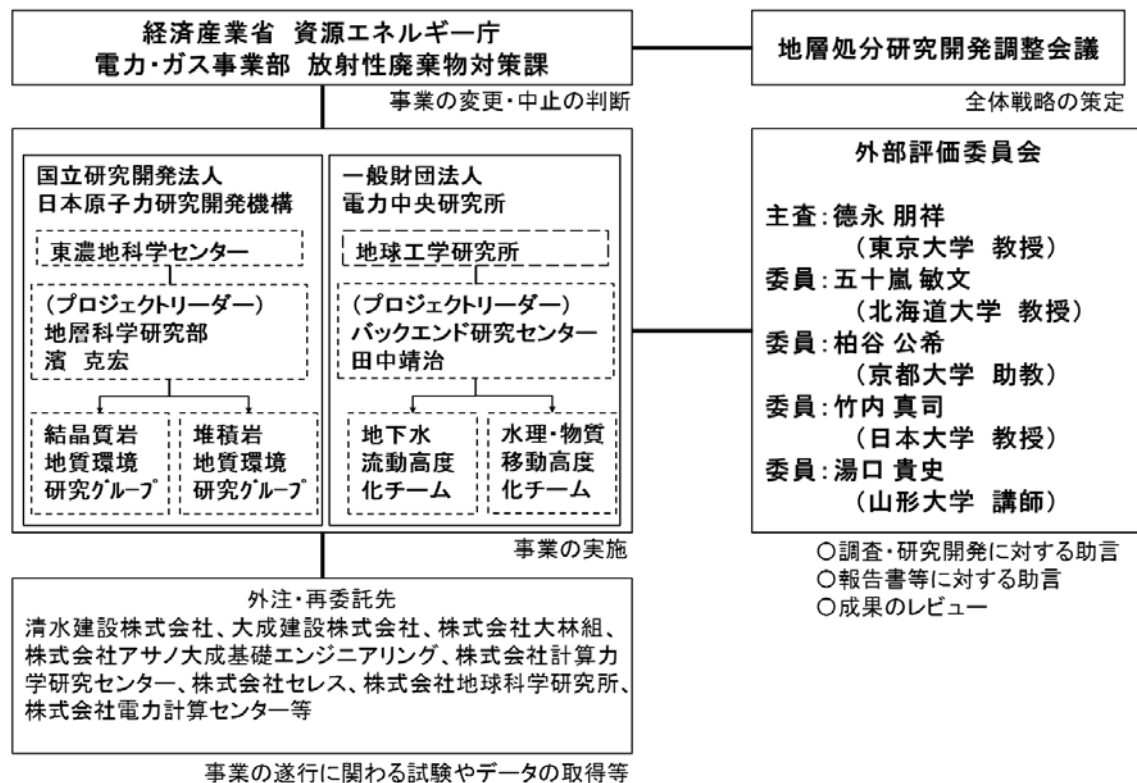 経済産業省 資源エネルギー庁
電力・ガス事業部 放射性廃棄物対策課
事業の変更・中止の判断
地層処分研究開発調整会議
全体戦略の策定
国立研究開発法人
日本原子力研究開発機構
東濃地科学センター
(プロジェクトリーダー)
地層科学研究部
濱 克宏
結晶質岩
地質環境
研究グループ
堆積岩
地質環境
研究グループ
一般財団法人
電力中央研究所
地球工学研究所
(プロジェクトリーダー)
バックエンド研究センター
田中靖治
地下水
流動高度
化チーム
水理・物質
移動高度
化チーム
事業の実施
外部評価委員会
主査:德永 朋祥
(東京大学 教授)
委員:五十嵐 敏文
(北海道大学 教授)
委員:柏谷 公希
(京都大学 助教)
委員:竹内 真司
(日本大学 教授)
委員:湯口 貴史
(山形大学 講師)
○調査・研究開発に対する助言
○報告書等に対する助言
○成果のレビュー
外注・再委託先
清水建設株式会社、大成建設株式会社、株式会社大林組、
株式会社アサノ大成基礎エンジニアリング、株式会社計算力
学研究センター、株式会社セレス、株式会社地球科学研究所、
株式会社電力計算センター等
事業の遂行に関わる試験やデータの取得等